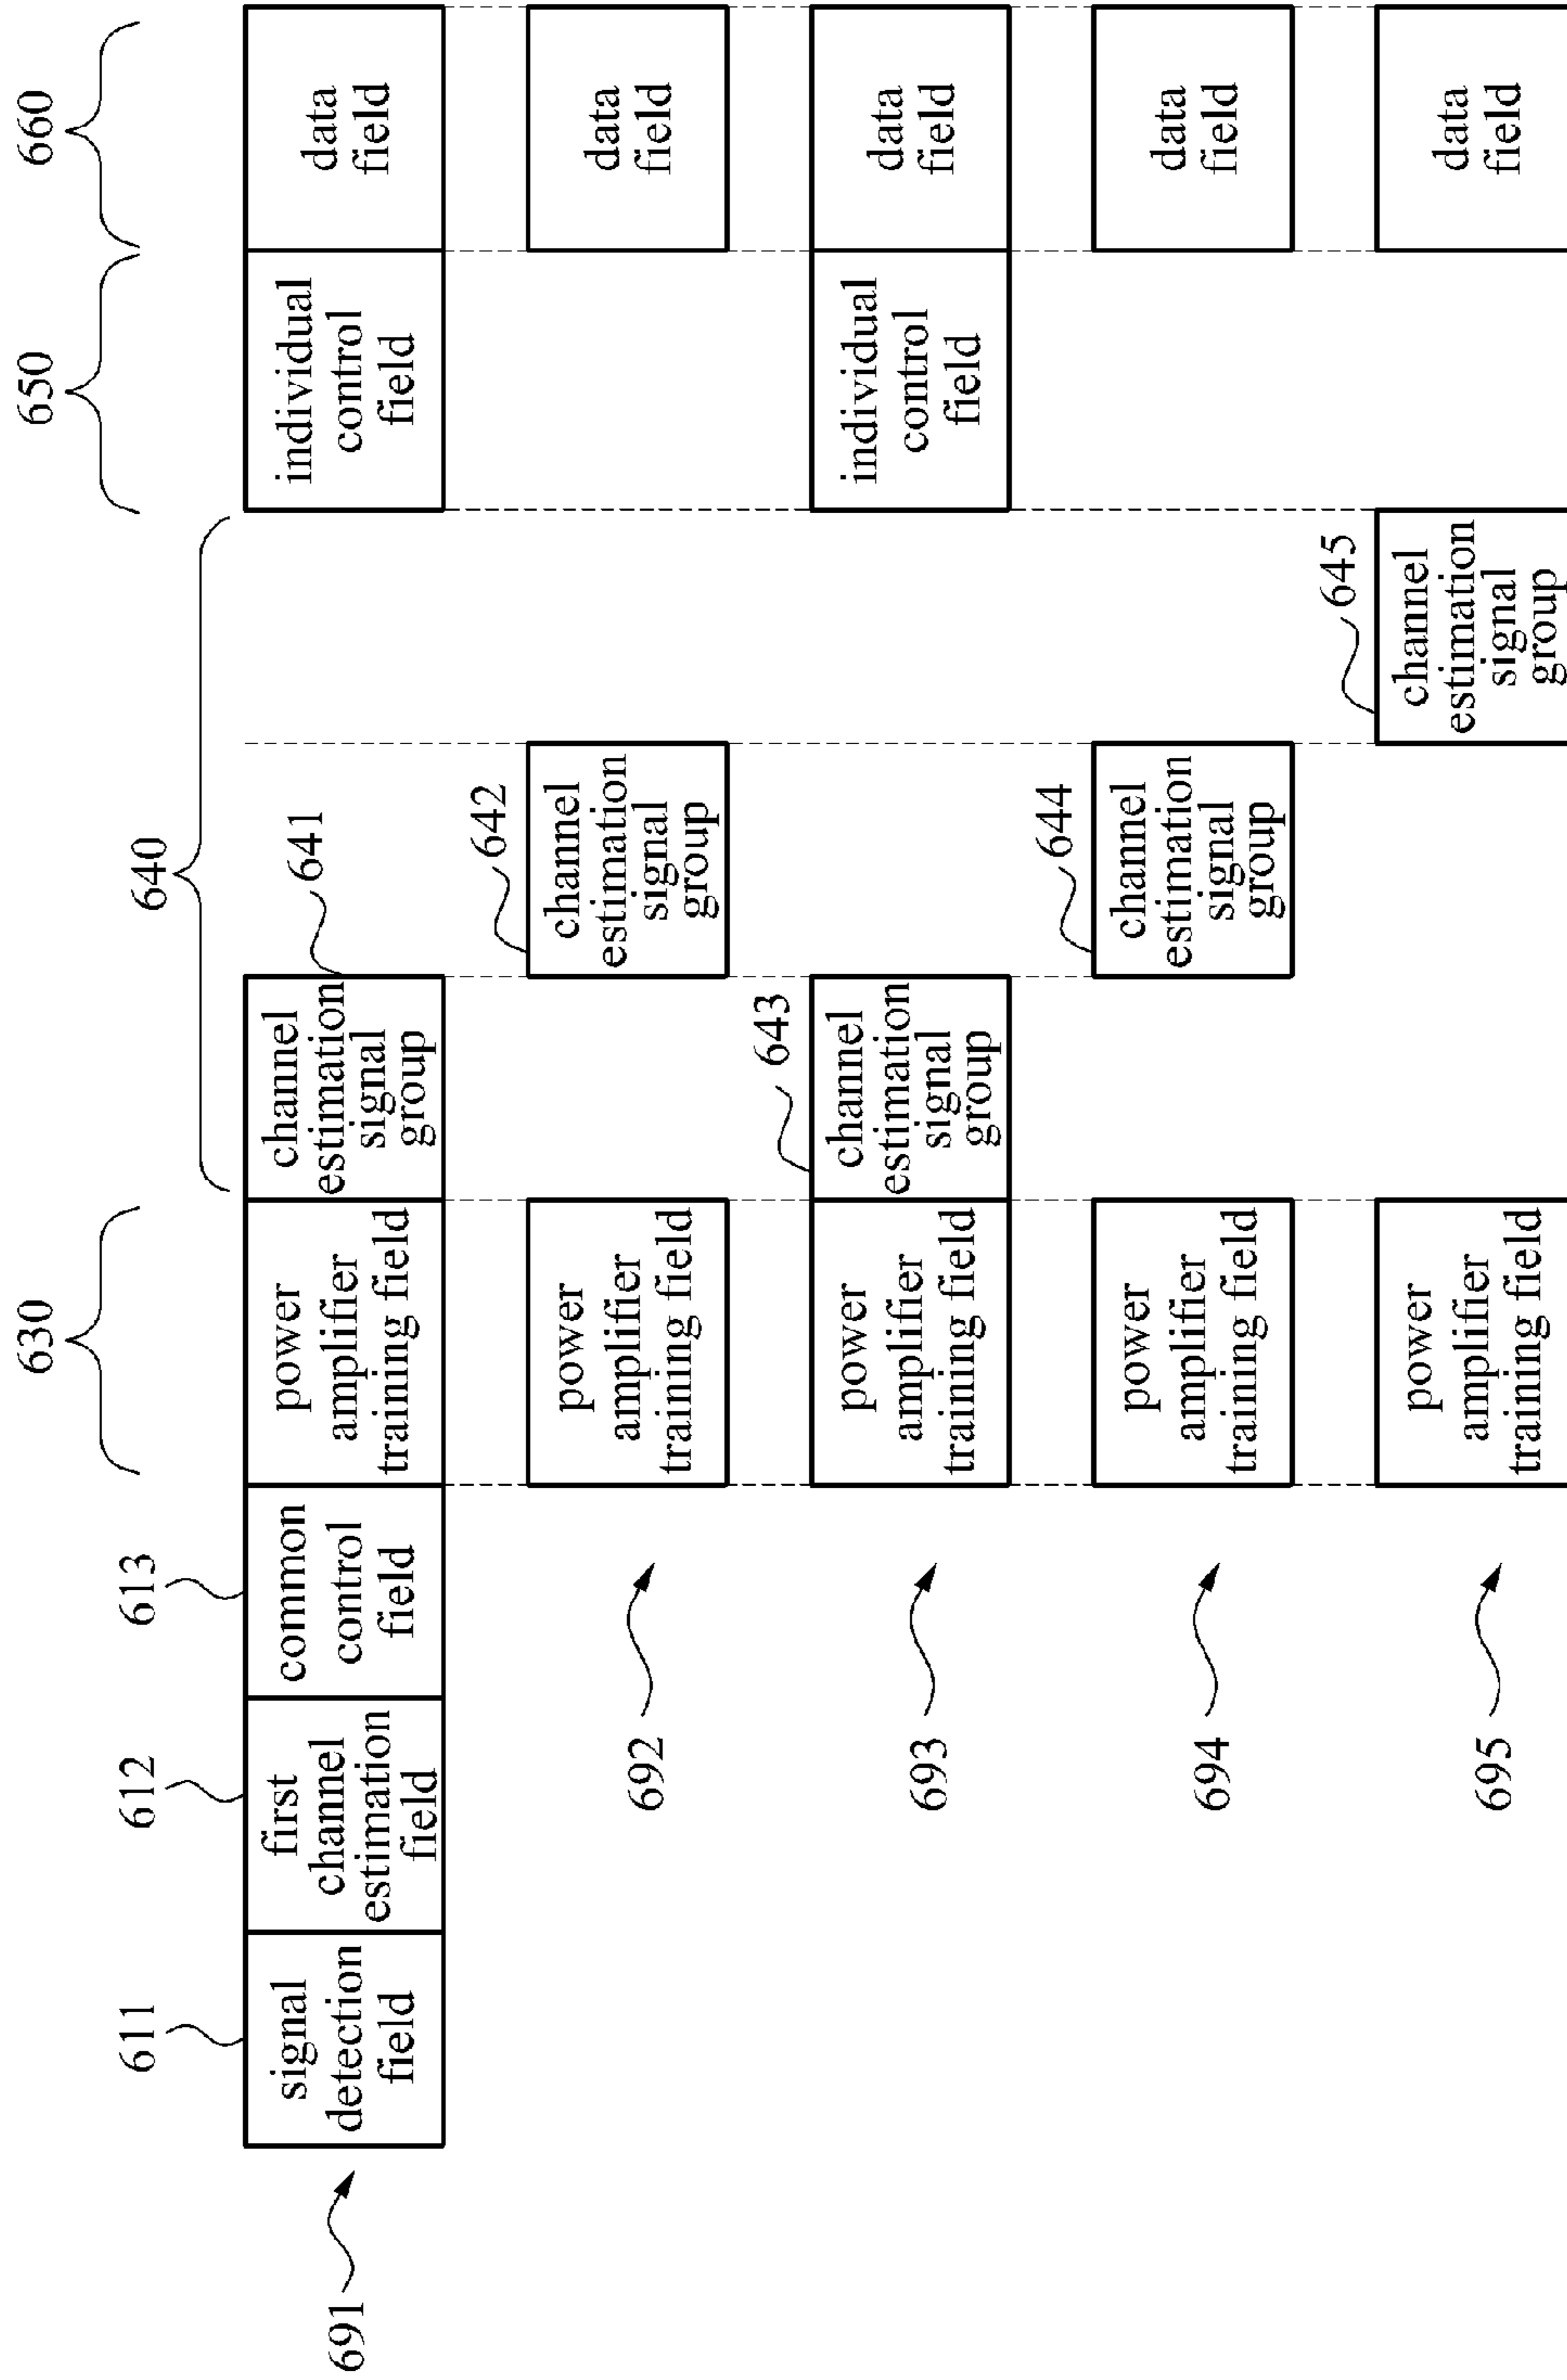 630
640
650
660
611
612
613
691
signal
detection
field
first
channel
estimation
field
common
control
field
power
amplifier
training field
channel
estimation
signal
group
641
individual
control
field
data
field
692
power
amplifier
training field
642
channel
estimation
signal
group
data
field
693
power
amplifier
training field
643
channel
estimation
signal
group
individual
control
field
data
field
694
power
amplifier
training field
644
channel
estimation
signal
group
data
field
695
power
amplifier
training field
645
channel
estimation
signal
group
data
field